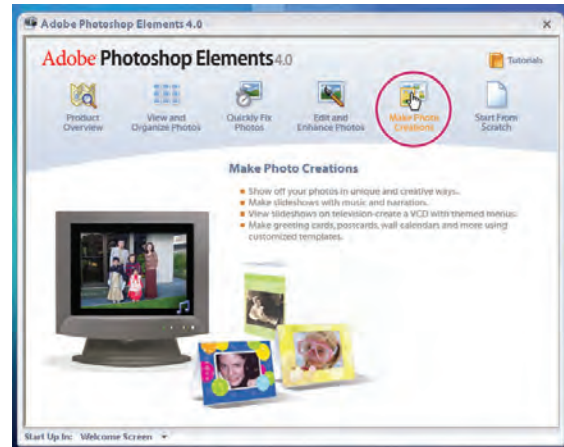 Adobe Photoshop Elements 4.0
Adobe Photoshop Elements 4.0
Tutorials
Product Overview
View and Organize Photos
Quickly Fix Photos
Edit and Enhance Photos
Make Photo Creations
Start From Scratch
Make Photo Creations
Show off your photos in unique and creative ways.
Make slideshows with music and narration.
View slideshows on television-create a VCD with themed menus.
Make greeting cards, postcards, wall calendars and more using
customized templates.
Start Up In: Welcome Screen